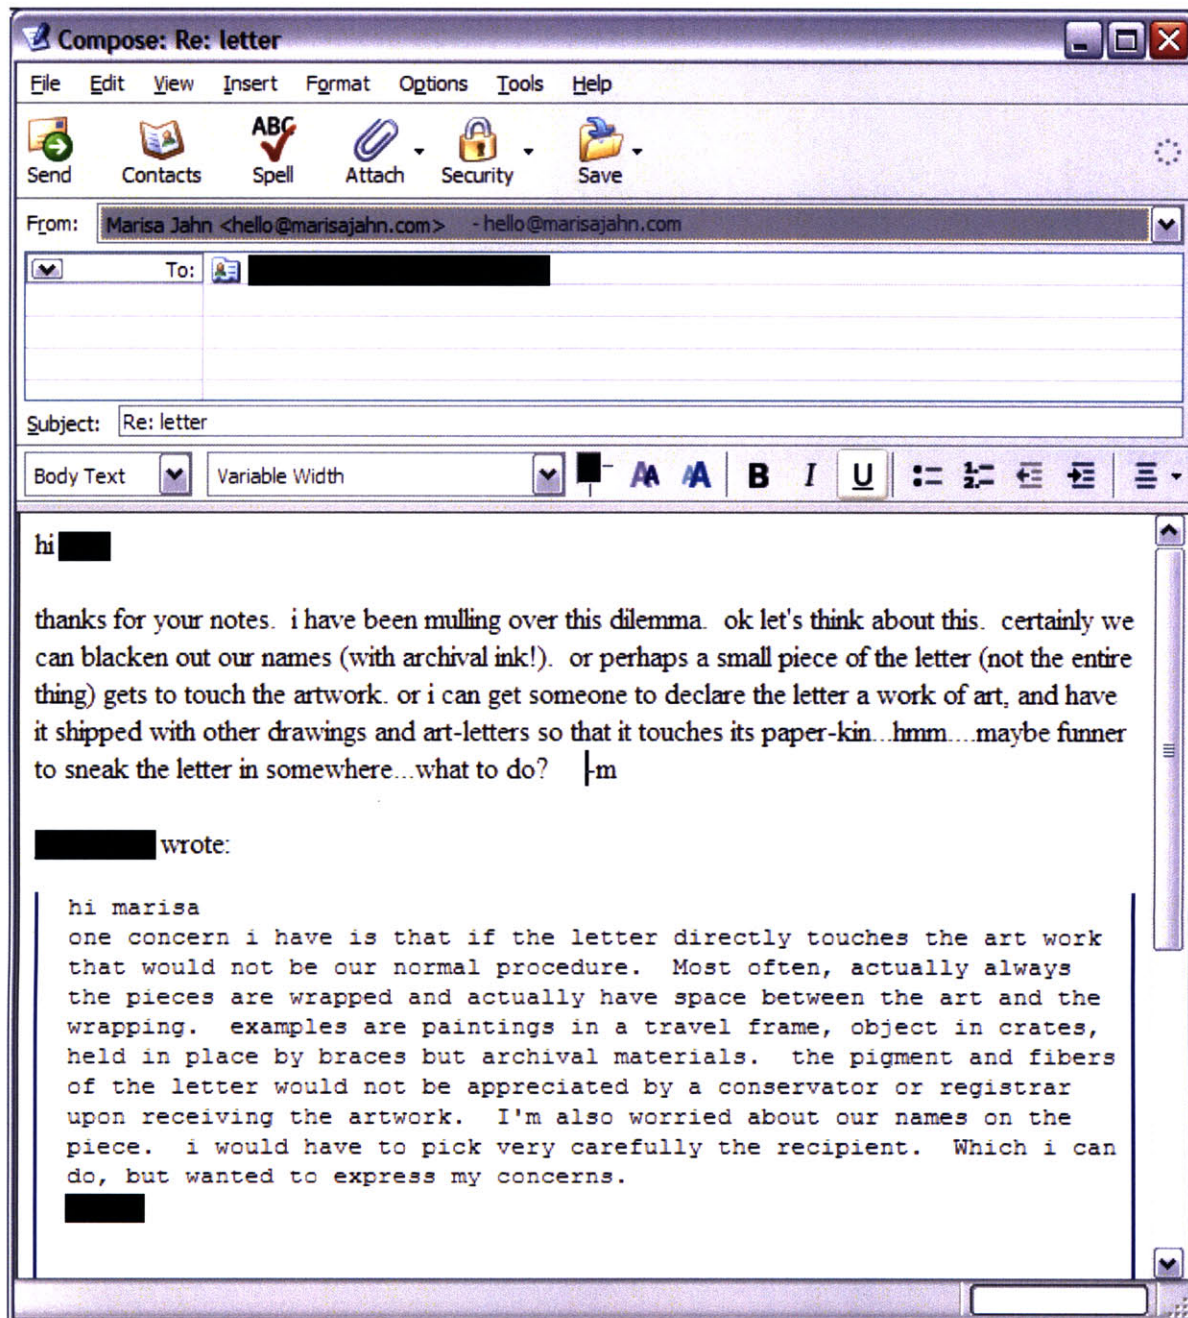 Compose: Re: letter
File Edit View Insert Format Options Tools Help
ABC
Send Contacts Spell Attach Security Save
From: Marisa Jahn <hello@marisajahn.com> - hello@marisajahn.com
To:
Subject: Re: letter
Body Text Variable Width B I U
hi
thanks for your notes. i have been mulling over this dilemma. ok let's think about this. certainly we
can blacken out our names (with archival ink!). or perhaps a small piece of the letter (not the entire
thing) gets to touch the artwork. or i can get someone to declare the letter a work of art, and have
it shipped with other drawings and art-letters so that it touches its paper-kin...hmm....maybe funner
to sneak the letter in somewhere...what to do? -m
wrote:
hi marisa
one concern i have is that if the letter directly touches the art work
that would not be our normal procedure. Most often, actually always
the pieces are wrapped and actually have space between the art and the
wrapping. examples are paintings in a travel frame, object in crates,
held in place by braces but archival materials. the pigment and fibers
of the letter would not be appreciated by a conservator or registrar
upon receiving the artwork. I'm also worried about our names on the
piece. i would have to pick very carefully the recipient. Which i can
do, but wanted to express my concerns.